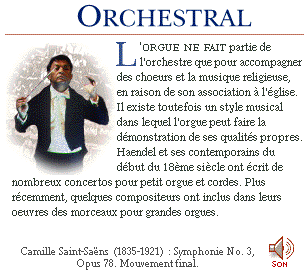 ORCHESTRAL
L'ORGUE NE FAIT partie de
l'orchestre que pour accompagner
des choeurs et la musique religieuse,
en raison de son association à l'église.
Il existe toutefois un style musical
dans lequel l'orgue peut faire la
démonstration de ses qualités propres.
Haendel et ses contemporains du
début du 18ème siècle ont écrit de
nombreux concertos pour petit orgue et cordes. Plus
récemment, quelques compositeurs ont inclus dans leurs
oeuvres des morceaux pour grandes orgues.
Camille Saint-Saëns (1835-1921) : Symphonie No. 3,
Opus 78. Mouvement final.
SON